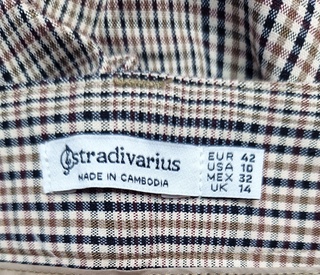 stradivarius
MADE IN CAMBODIA
EUR 42
USA 10
MEX 32
UK 14